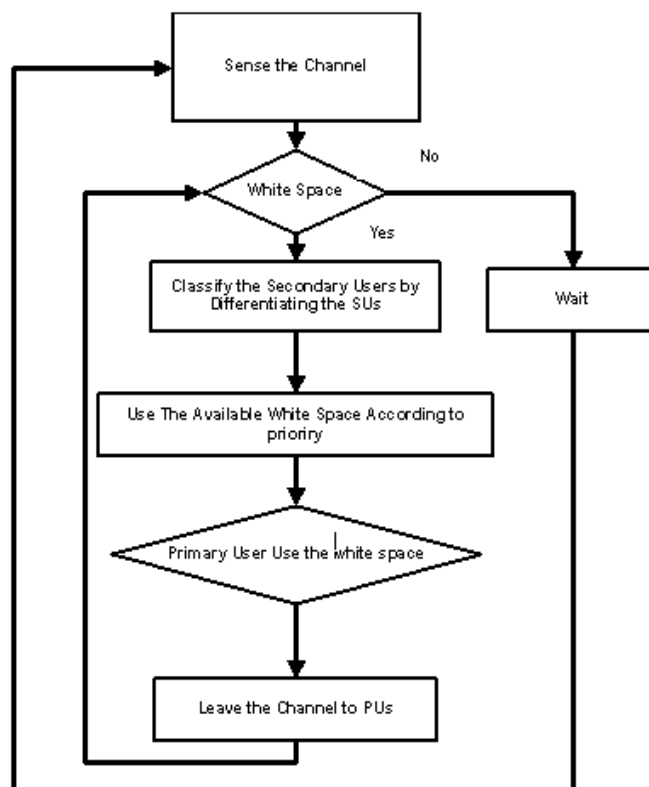 Sense the Channel
No
White Space
Yes
Classify the Secondary Users by
Differentiating the SUs
Wait
Use The Available White Space According to
prioriry
Primary User Use the white space
Leave the Channel to PUs